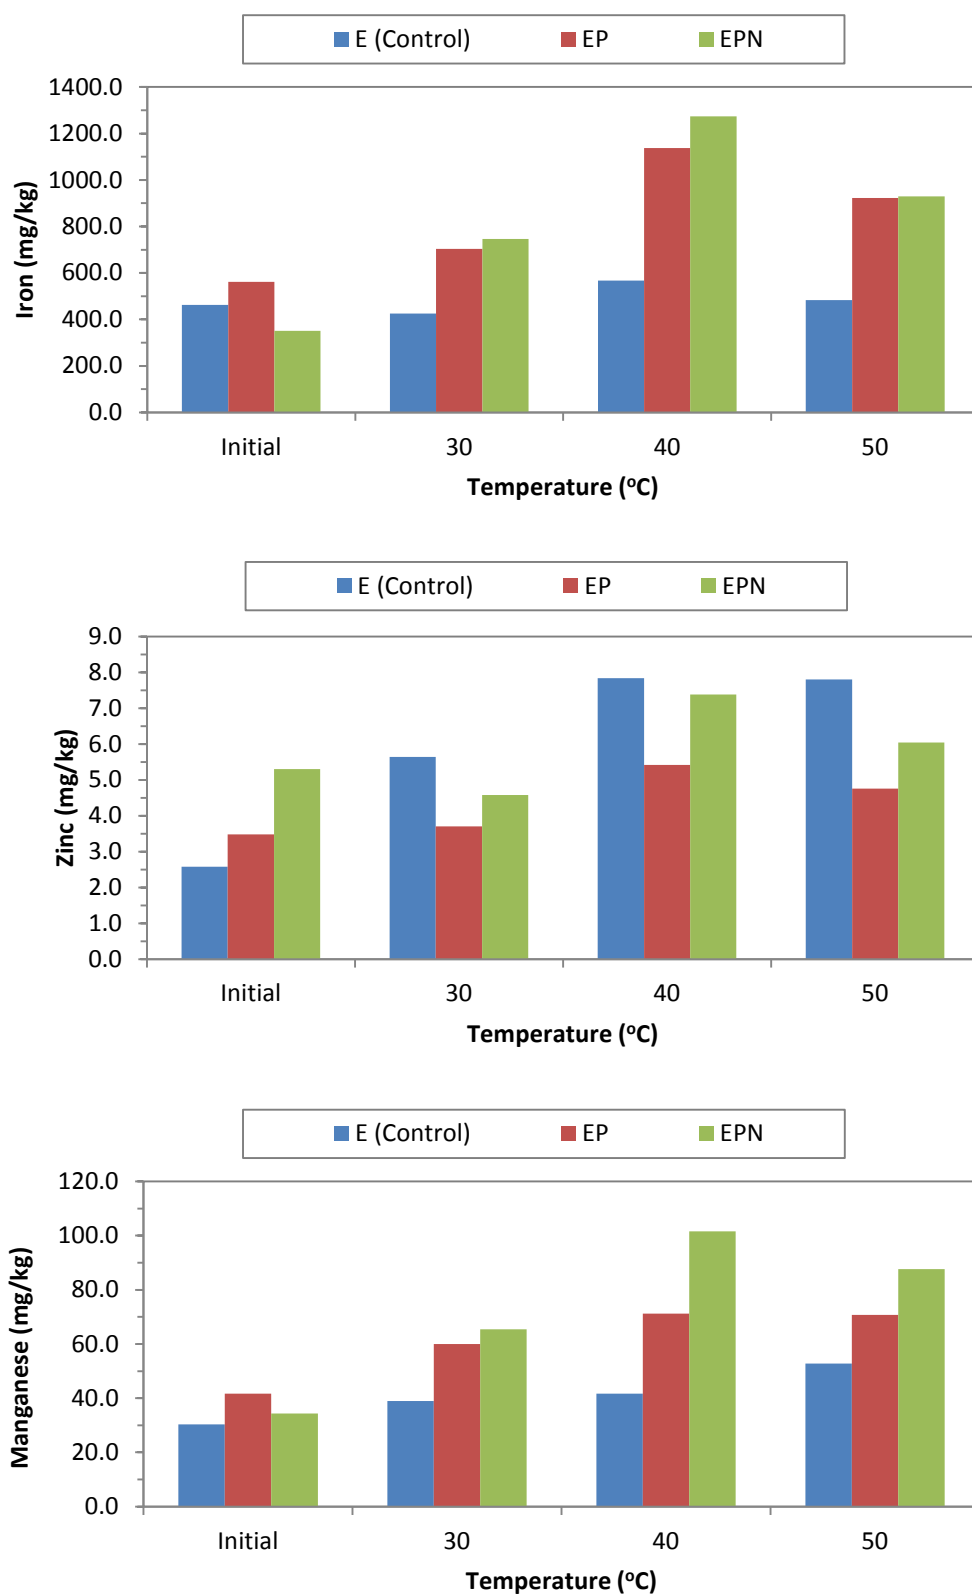 E (Control) EP EPN
1400.0
1200.0
1000.0
800.0
600.0
400.0
200.0
0.0
Iron (mg/kg)
Initial 30 40 50
Temperature (ºC)
E (Control) EP EPN
9.0
8.0
7.0
6.0
5.0
4.0
3.0
2.0
1.0
0.0
Zinc (mg/kg)
Initial 30 40 50
Temperature (ºC)
E (Control) EP EPN
120.0
100.0
80.0
60.0
40.0
20.0
0.0
Manganese (mg/kg)
Initial 30 40 50
Temperature (ºC)